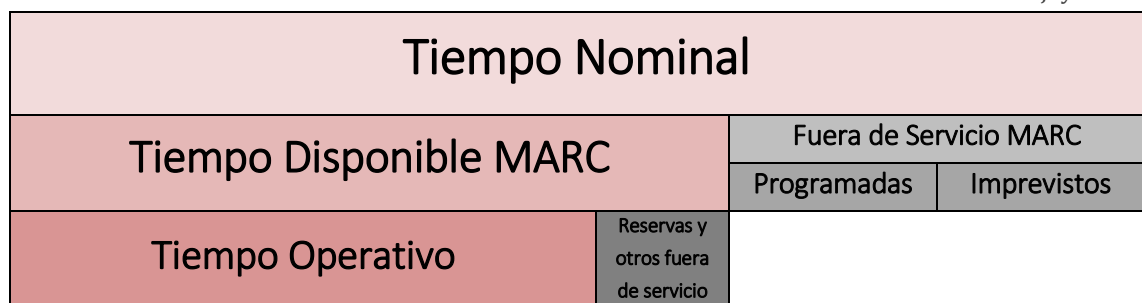 Tiempo Nominal
Tiempo Disponible MARC
Fuera de Servicio MARC
Programadas
Imprevistos
Tiempo Operativo
Reservas y
otros fuera
de servicio